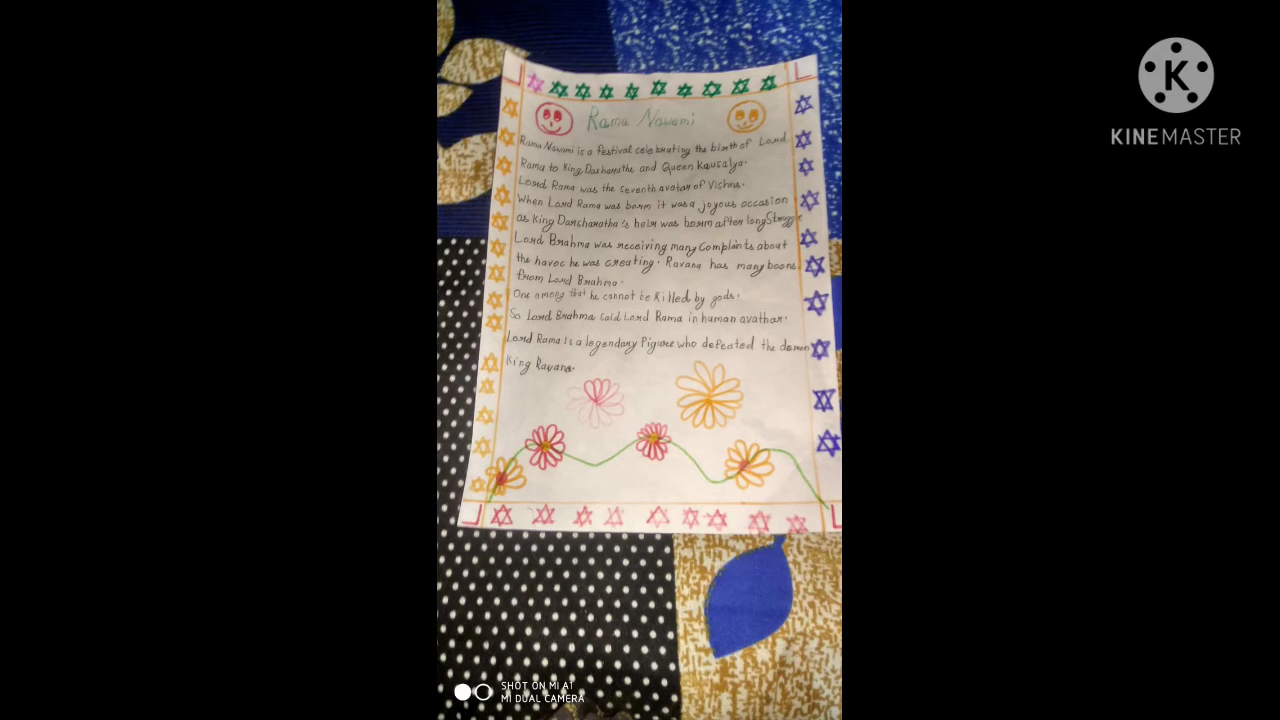 Rama Navami
Rama Navami is a festival celebrating the birth of Lord
Rama to King Dasharatha and Queen Kausalya.
Lord Rama was the seventh avatar of Vishnu.
When Lord Rama was born it was a joyous occasion
as King Darsharatha's heir was born after long Struggle
Lord Brahma was receiving many Complaints about
the havoc he was creating. Ravana has many boons
from Lord Brahma.
One among that he cannot be killed by gods.
So Lord Brahma said Lord Rama in human avathar.
Lord Rama is a legendary figure who defeated the demon
King Ravana.
K
KINEMASTER
SHOT ON MI A1
MI DUAL CAMERA